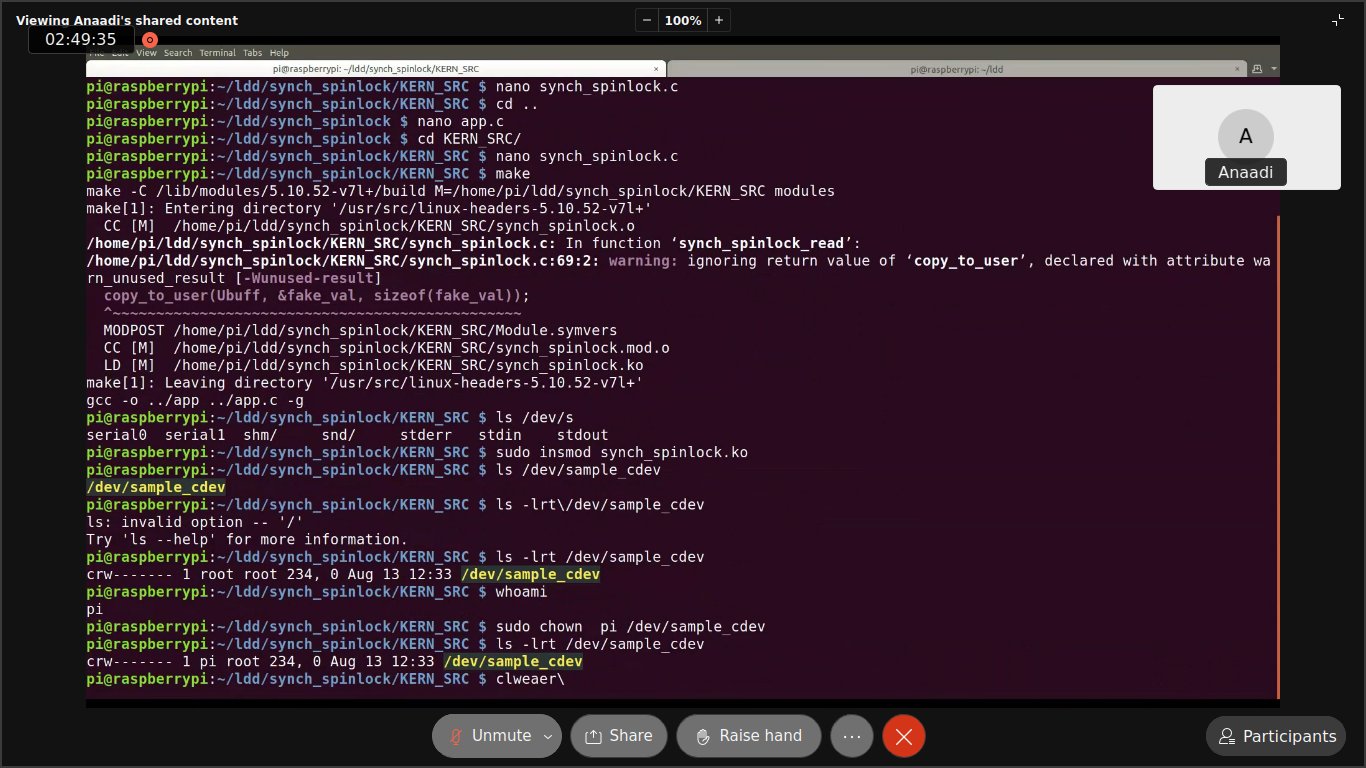 Viewing Anaadi's shared content
− 100% +
02:49:35
File Edit View Search Terminal Tabs Help
pi@raspberrypi: ~/ldd/synch_spinlock/KERN_SRC × pi@raspberrypi: ~/ldd ×
pi@raspberrypi:~/ldd/synch_spinlock/KERN_SRC $ nano synch_spinlock.c
pi@raspberrypi:~/ldd/synch_spinlock/KERN_SRC $ cd ..
pi@raspberrypi:~/ldd/synch_spinlock $ nano app.c
pi@raspberrypi:~/ldd/synch_spinlock $ cd KERN_SRC/
pi@raspberrypi:~/ldd/synch_spinlock/KERN_SRC $ nano synch_spinlock.c
pi@raspberrypi:~/ldd/synch_spinlock/KERN_SRC $ make
make -C /lib/modules/5.10.52-v7l+/build M=/home/pi/ldd/synch_spinlock/KERN_SRC modules
make[1]: Entering directory '/usr/src/linux-headers-5.10.52-v7l+'
  CC [M]  /home/pi/ldd/synch_spinlock/KERN_SRC/synch_spinlock.o
/home/pi/ldd/synch_spinlock/KERN_SRC/synch_spinlock.c: In function ‘synch_spinlock_read’:
/home/pi/ldd/synch_spinlock/KERN_SRC/synch_spinlock.c:69:2: warning: ignoring return value of ‘copy_to_user’, declared with attribute wa
rn_unused_result [-Wunused-result]
  copy_to_user(Ubuff, &fake_val, sizeof(fake_val));
  ^~~~~~~~~~~~~~~~~~~~~~~~~~~~~~~~~~~~~~~~~~~~~~~~
  MODPOST /home/pi/ldd/synch_spinlock/KERN_SRC/Module.symvers
  CC [M]  /home/pi/ldd/synch_spinlock/KERN_SRC/synch_spinlock.mod.o
  LD [M]  /home/pi/ldd/synch_spinlock/KERN_SRC/synch_spinlock.ko
make[1]: Leaving directory '/usr/src/linux-headers-5.10.52-v7l+'
gcc -o ../app ../app.c -g
pi@raspberrypi:~/ldd/synch_spinlock/KERN_SRC $ ls /dev/s
serial0  serial1  shm/     snd/     stderr   stdin    stdout
pi@raspberrypi:~/ldd/synch_spinlock/KERN_SRC $ sudo insmod synch_spinlock.ko
pi@raspberrypi:~/ldd/synch_spinlock/KERN_SRC $ ls /dev/sample_cdev
/dev/sample_cdev
pi@raspberrypi:~/ldd/synch_spinlock/KERN_SRC $ ls -lrt\/dev/sample_cdev
ls: invalid option -- '/'
Try 'ls --help' for more information.
pi@raspberrypi:~/ldd/synch_spinlock/KERN_SRC $ ls -lrt /dev/sample_cdev
crw------- 1 root root 234, 0 Aug 13 12:33 /dev/sample_cdev
pi@raspberrypi:~/ldd/synch_spinlock/KERN_SRC $ whoami
pi
pi@raspberrypi:~/ldd/synch_spinlock/KERN_SRC $ sudo chown  pi /dev/sample_cdev
pi@raspberrypi:~/ldd/synch_spinlock/KERN_SRC $ ls -lrt /dev/sample_cdev
crw------- 1 pi root 234, 0 Aug 13 12:33 /dev/sample_cdev
pi@raspberrypi:~/ldd/synch_spinlock/KERN_SRC $ clweaer\
A
Anaadi
Unmute Share Raise hand ... Participants